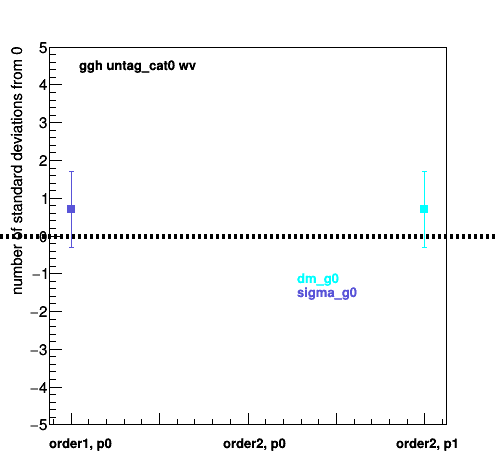 number of standard deviations from 0
ggh untag_cat0 wv
5
4
3
2
1
0
−1
−2
−3
−4
−5
dm_g0
sigma_g0
order1, p0
order2, p0
order2, p1